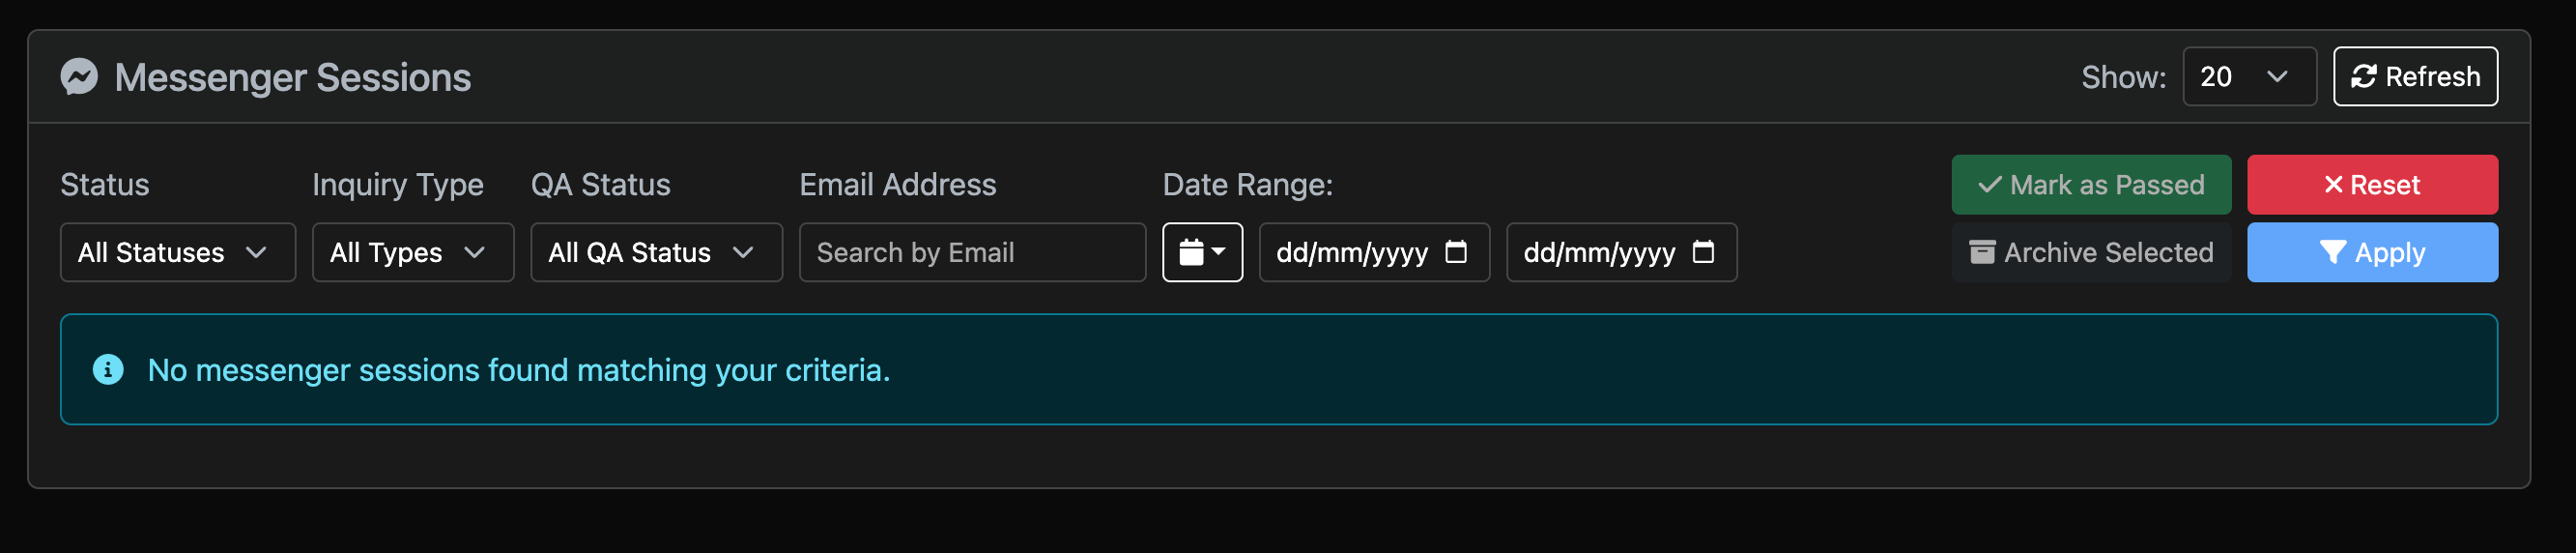 Messenger Sessions
Show: 20 Refresh
Status Inquiry Type QA Status Email Address Date Range: Mark as Passed Reset
All Statuses All Types All QA Status Search by Email dd/mm/yyyy dd/mm/yyyy Archive Selected Apply
No messenger sessions found matching your criteria.